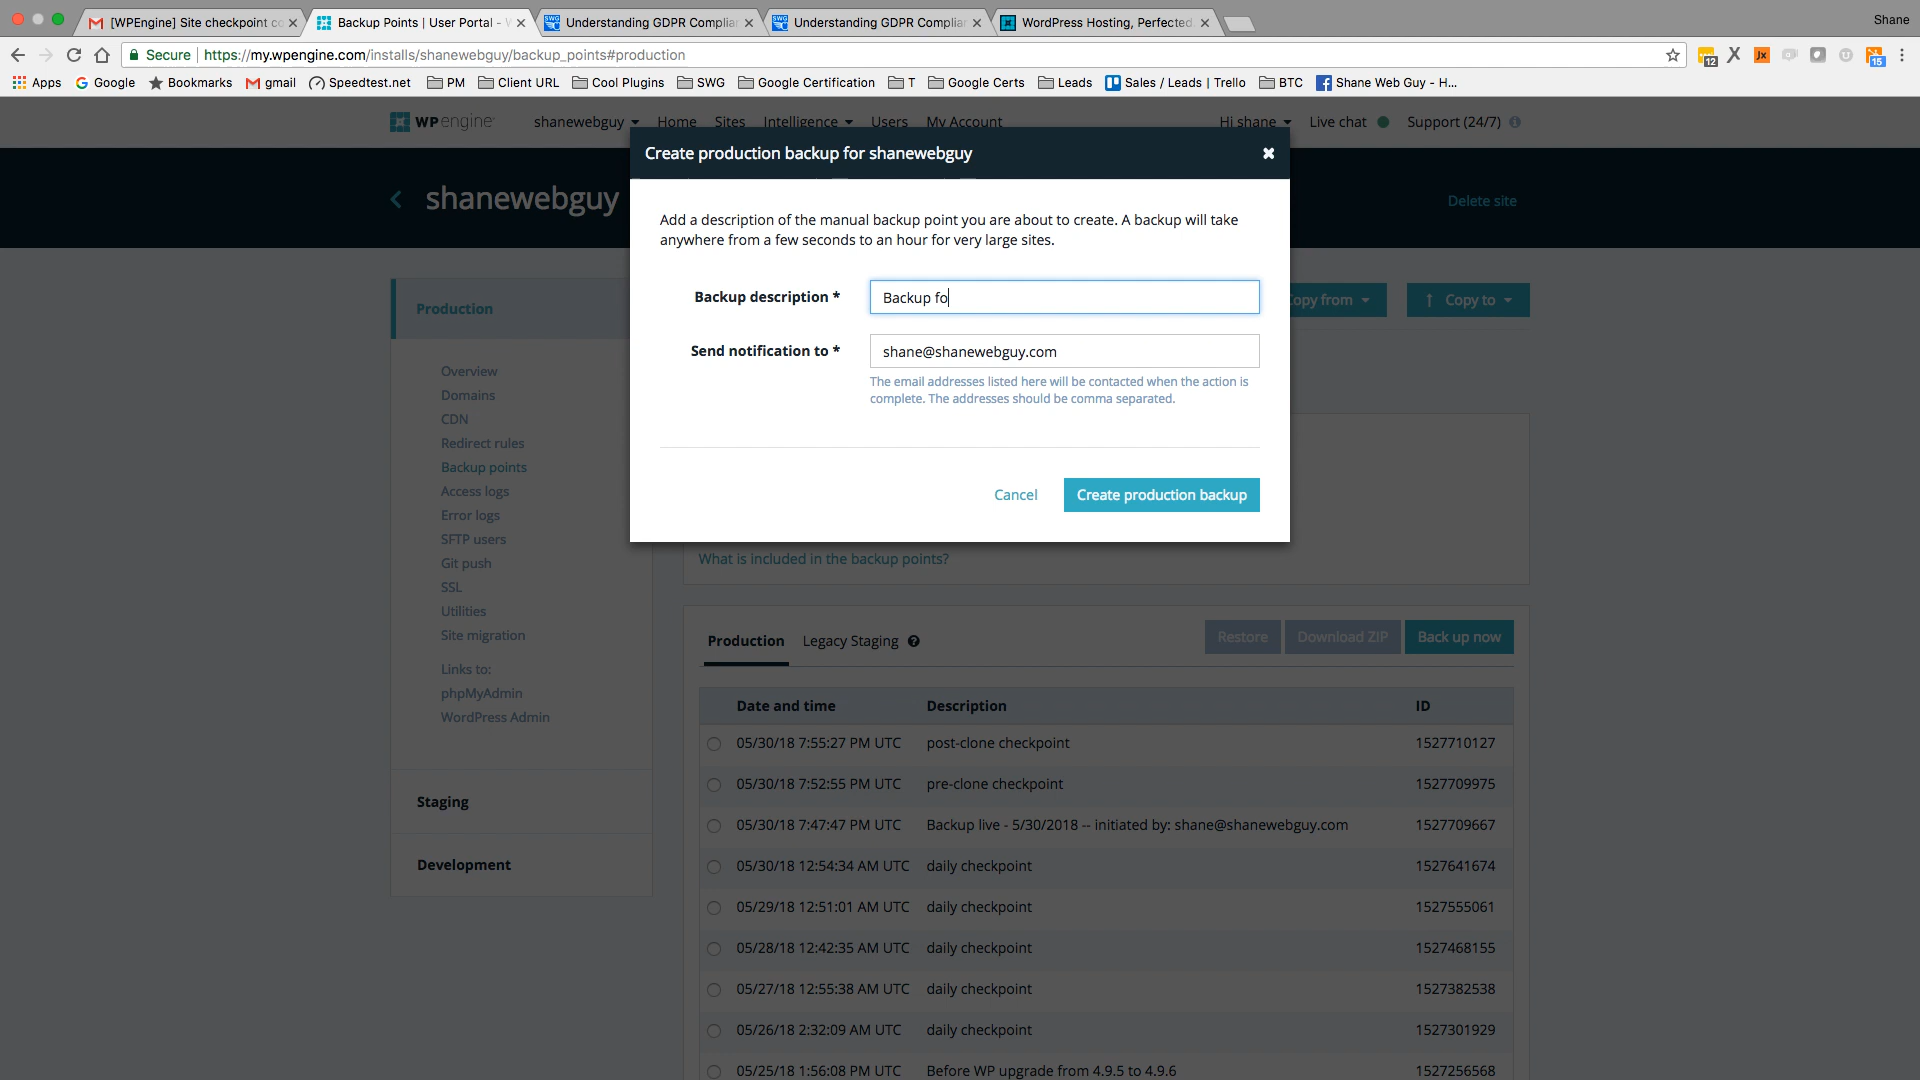 [WPEngine] Site checkpoint co
Backup Points | User Portal - W
Understanding GDPR Complian
Understanding GDPR Complian
WordPress Hosting, Perfected.
Shane
Secure
https://my.wpengine.com/installs/shanewebguy/backup_points#production
12
15
Apps
Google
Bookmarks
gmail
Speedtest.net
PM
Client URL
Cool Plugins
SWG
Google Certification
T
Google Certs
Leads
Sales / Leads | Trello
BTC
Shane Web Guy - H...
WPengine
shanewebguy
Home
Sites
Intelligence
Users
My Account
Hi shane
Live chat
Support (24/7)
Create production backup for shanewebguy
shanewebguy
Delete site
Add a description of the manual backup point you are about to create. A backup will take
anywhere from a few seconds to an hour for very large sites.
Backup description *
Backup fo
Send notification to *
shane@shanewebguy.com
The email addresses listed here will be contacted when the action is
complete. The addresses should be comma separated.
Cancel
Create production backup
opy from
Copy to
Production
Overview
Domains
CDN
Redirect rules
Backup points
Access logs
Error logs
SFTP users
Git push
SSL
Utilities
Site migration
Links to:
phpMyAdmin
WordPress Admin
Staging
Development
What is included in the backup points?
Production
Legacy Staging
Restore
Download ZIP
Back up now
Date and time Description ID
05/30/18 7:55:27 PM UTC post-clone checkpoint 1527710127
05/30/18 7:52:55 PM UTC pre-clone checkpoint 1527709975
05/30/18 7:47:47 PM UTC Backup live - 5/30/2018 -- initiated by: shane@shanewebguy.com 1527709667
05/30/18 12:54:34 AM UTC daily checkpoint 1527641674
05/29/18 12:51:01 AM UTC daily checkpoint 1527555061
05/28/18 12:42:35 AM UTC daily checkpoint 1527468155
05/27/18 12:55:38 AM UTC daily checkpoint 1527382538
05/26/18 2:32:09 AM UTC daily checkpoint 1527301929
05/25/18 1:56:08 PM UTC Before WP upgrade from 4.9.5 to 4.9.6 1527256568